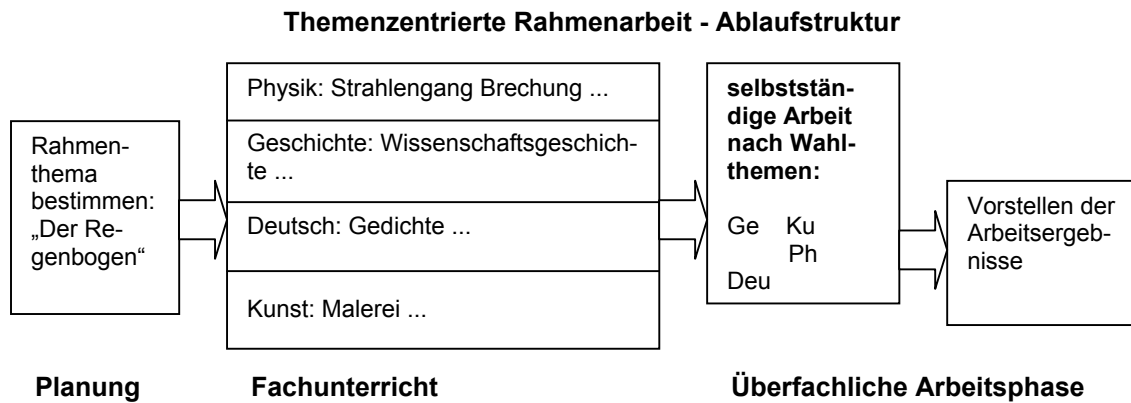 Themenzentrierte Rahmenarbeit - Ablaufstruktur
Rahmen-
thema
bestimmen:
„Der Re-
genbogen“
Physik: Strahlengang Brechung ...
Geschichte: Wissenschaftsgeschich-
te ...
Deutsch: Gedichte ...
Kunst: Malerei ...
selbststän-
dige Arbeit
nach Wahl-
themen:
Ge Ku
Ph
Deu
Vorstellen der
Arbeitsergeb-
nisse
Planung
Fachunterricht
Überfachliche Arbeitsphase